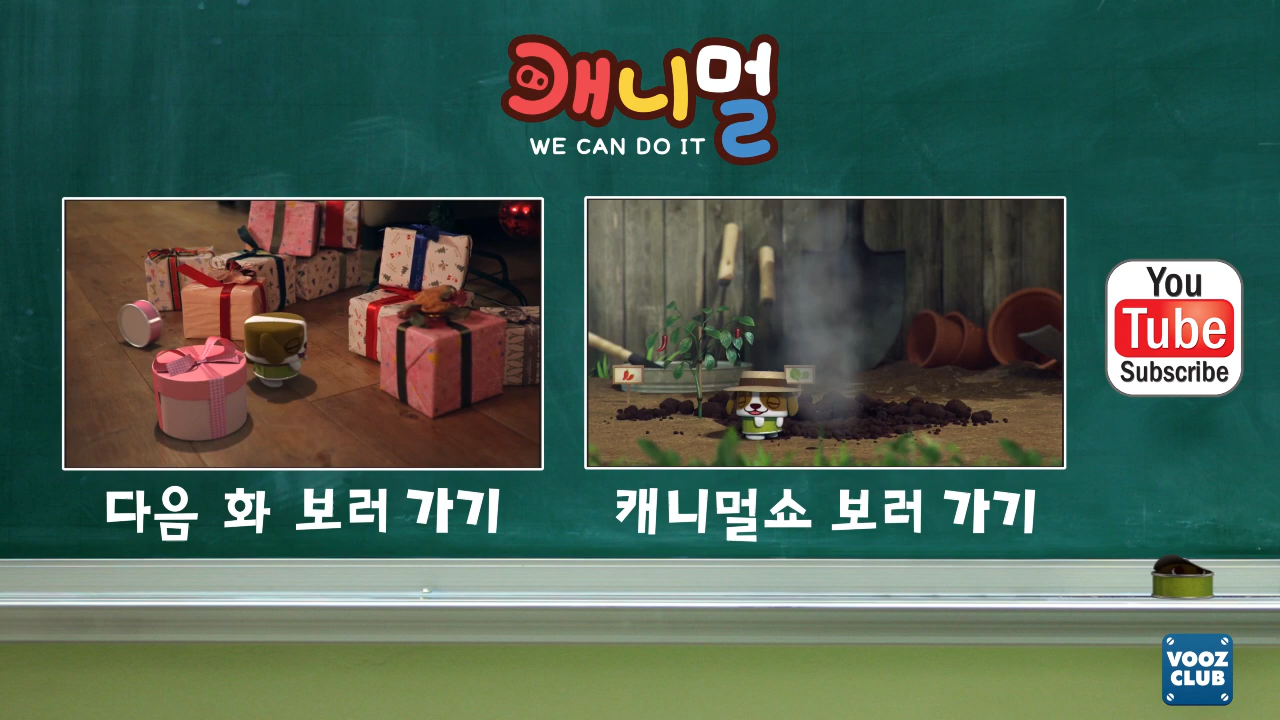 캐니멀
WE CAN DO IT
다음 화 보러 가기
캐니멀쇼 보러 가기
You
Tube
Subscribe
VOOZ
CLUB